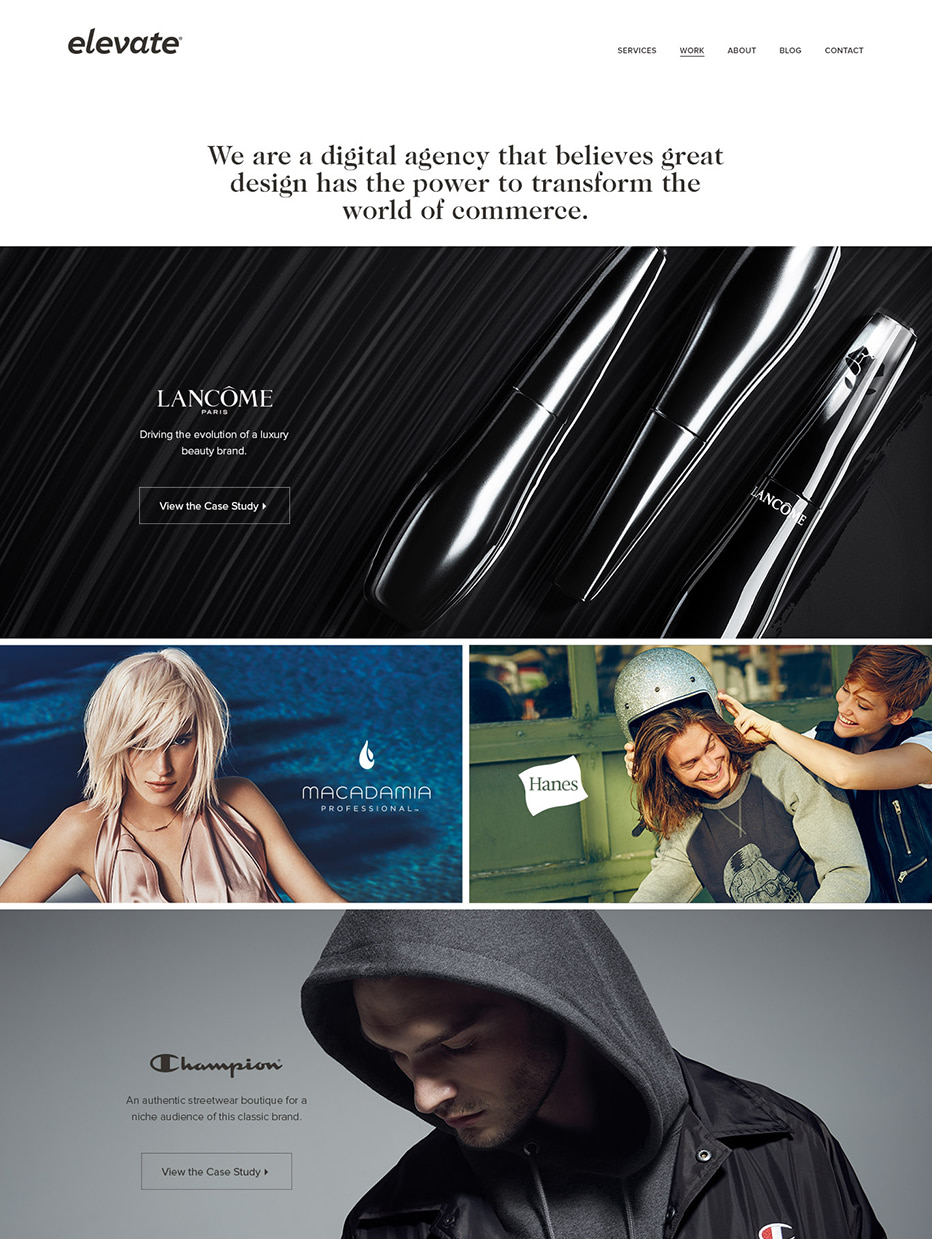 elevate
SERVICES WORK ABOUT BLOG CONTACT
We are a digital agency that believes great
design has the power to transform the
world of commerce.
LANCÔME
PARIS
Driving the evolution of a luxury
beauty brand.
View the Case Study
LANCÔME
MACADAMIA
PROFESSIONAL™
Hanes
Champion
An authentic streetwear boutique for a
niche audience of this classic brand.
View the Case Study